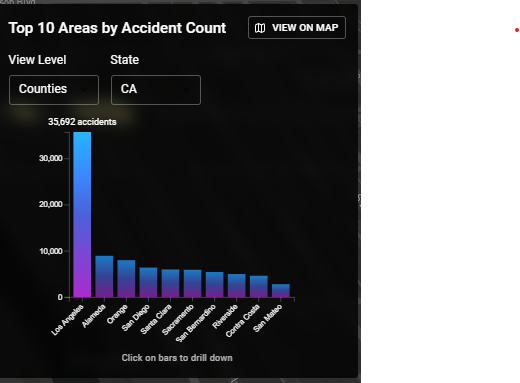 Top 10 Areas by Accident Count
VIEW ON MAP
View Level
State
Counties
CA
35,692 accidents
30,000
20,000
10,000
0
Los Angeles
Alameda
Orange
San Diego
Santa Clara
Sacramento
San Bernardino
Riverside
Contra Costa
San Mateo
Click on bars to drill down